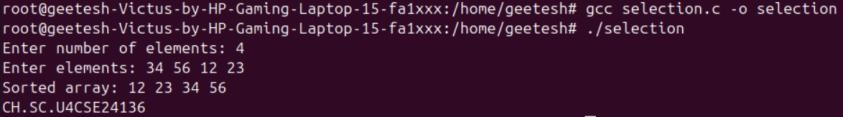 root@geetesh-Victus-by-HP-Gaming-Laptop-15-fa1xxx:/home/geetesh# gcc selection.c -o selection
root@geetesh-Victus-by-HP-Gaming-Laptop-15-fa1xxx:/home/geetesh# ./selection
Enter number of elements: 4
Enter elements: 34 56 12 23
Sorted array: 12 23 34 56
CH.SC.U4CSE24136